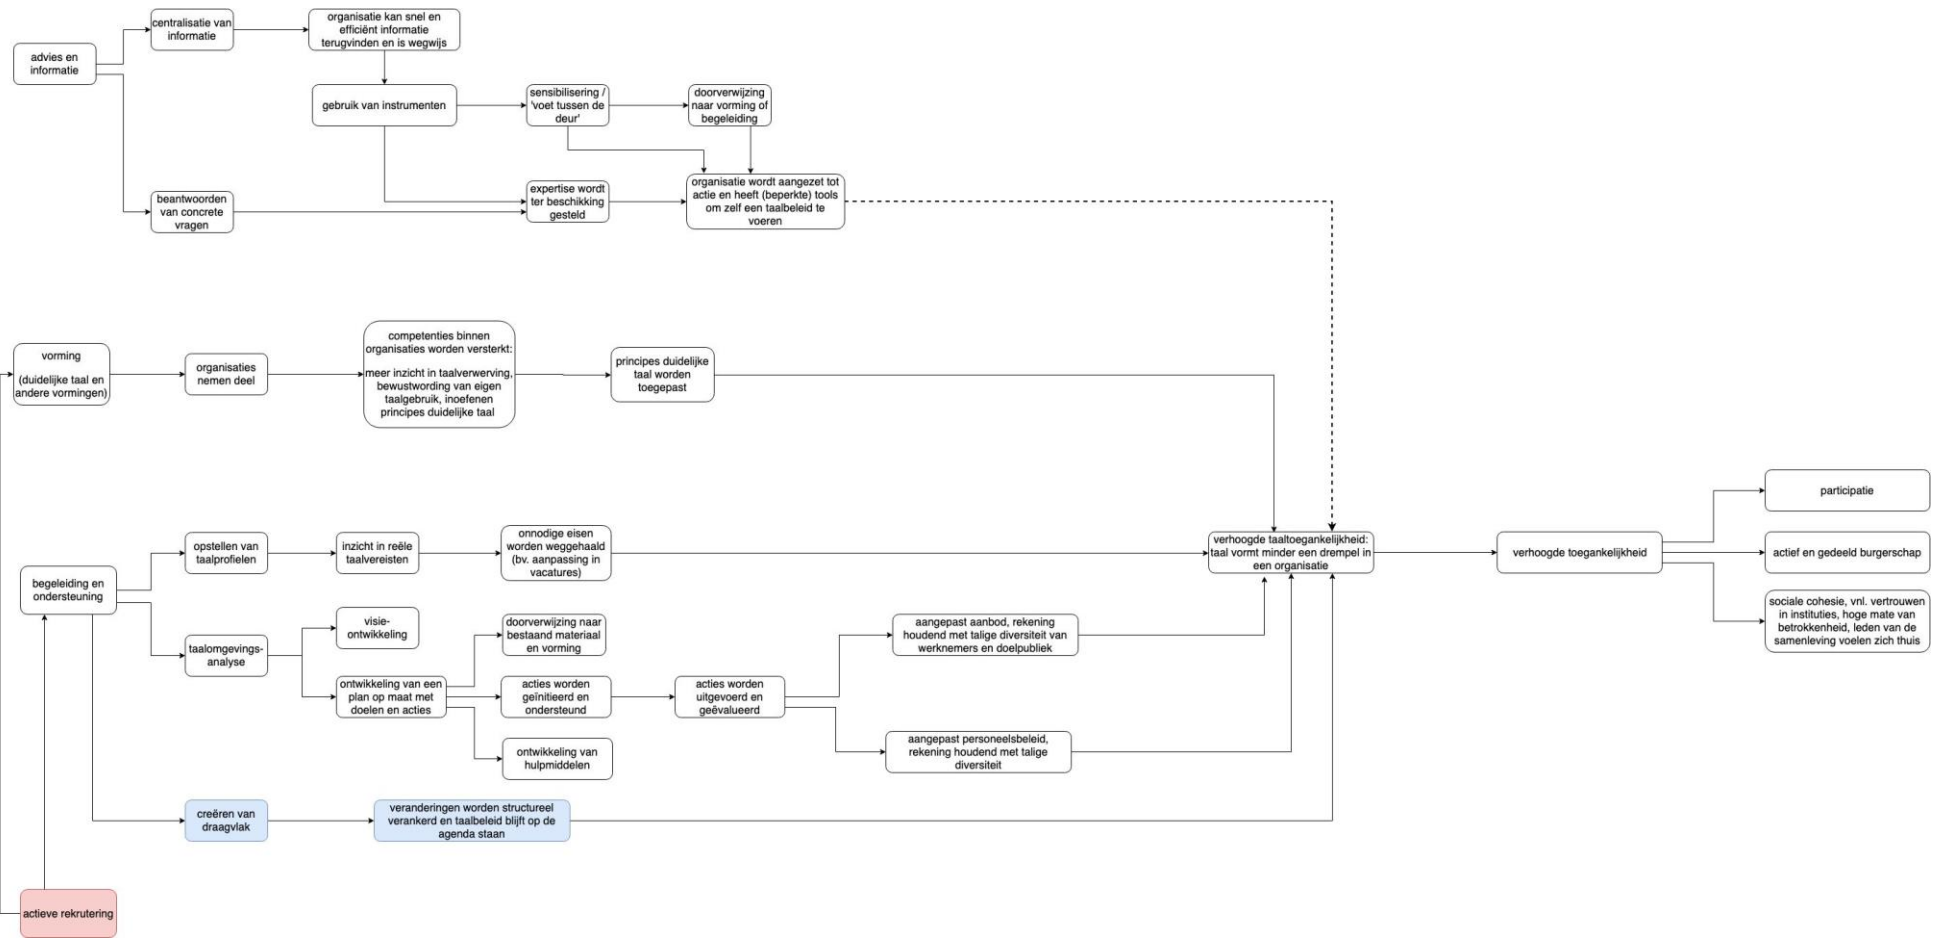 centralisatie van
informatie
organisatie kan snel en
efficiënt informatie
terugvinden en is wegwijs
advies en
informatie
gebruik van instrumenten
sensibilisering /
'voet tussen de
deur'
doorverwijzing
naar vorming of
begeleiding
beantwoorden
van concrete
vragen
expertise wordt
ter beschikking
gesteld
organisatie wordt aangezet tot
actie en heeft (beperkte) tools
om zelf een taalbeleid te
voeren
vorming
(duidelijke taal en
andere vormingen)
organisaties
nemen deel
competenties binnen
organisaties worden versterkt:
meer inzicht in taalverwerving,
bewustwording van eigen
taalgebruik, inoefenen
principes duidelijke taal
principes duidelijke
taal worden
toegepast
begeleiding en
ondersteuning
opstellen van
taalprofielen
inzicht in reële
taalvereisten
onnodige eisen
worden weggehaald
(bv. aanpassing in
vacatures)
verhoogde taaltoegankelijkheid:
taal vormt minder een drempel in
een organisatie
verhoogde toegankelijkheid
participatie
actief en gedeeld burgerschap
sociale cohesie, vnl. vertrouwen
in instituties, hoge mate van
betrokkenheid, leden van de
samenleving voelen zich thuis
taalomgevings-
analyse
visie-
ontwikkeling
doorverwijzing naar
bestaand materiaal
en vorming
ontwikkeling van een
plan op maat met
doelen en acties
acties worden
geïnitieerd en
ondersteund
acties worden
uitgevoerd en
geëvalueerd
aangepast aanbod, rekening
houdend met talige diversiteit van
werknemers en doelpubliek
ontwikkeling van
hulpmiddelen
aangepast personeelsbeleid,
rekening houdend met talige
diversiteit
creëren van
draagvlak
veranderingen worden structureel
verankerd en taalbeleid blijft op de
agenda staan
actieve rekrutering